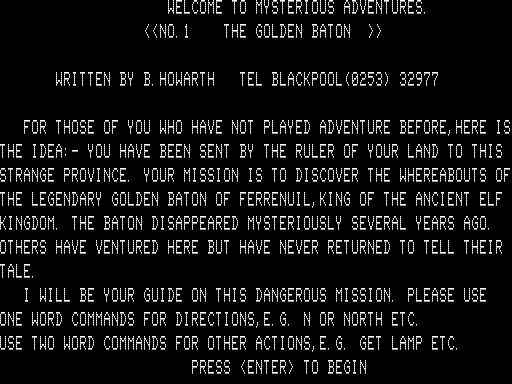 WELCOME TO MYSTERIOUS ADVENTURES.
<<NO.1 THE GOLDEN BATON >>
WRITTEN BY B.HOWARTH TEL BLACKPOOL(0253) 32977
FOR THOSE OF YOU WHO HAVE NOT PLAYED ADVENTURE BEFORE,HERE IS
THE IDEA:- YOU HAVE BEEN SENT BY THE RULER OF YOUR LAND TO THIS
STRANGE PROVINCE. YOUR MISSION IS TO DISCOVER THE WHEREABOUTS OF
THE LEGENDARY GOLDEN BATON OF FERRENUIL,KING OF THE ANCIENT ELF
KINGDOM. THE BATON DISAPPEARED MYSTERIOUSLY SEVERAL YEARS AGO.
OTHERS HAVE VENTURED HERE BUT HAVE NEVER RETURNED TO TELL THEIR
TALE.
I WILL BE YOUR GUIDE ON THIS DANGEROUS MISSION. PLEASE USE
ONE WORD COMMANDS FOR DIRECTIONS,E.G. N OR NORTH ETC.
USE TWO WORD COMMANDS FOR OTHER ACTIONS,E.G. GET LAMP ETC.
PRESS <ENTER> TO BEGIN